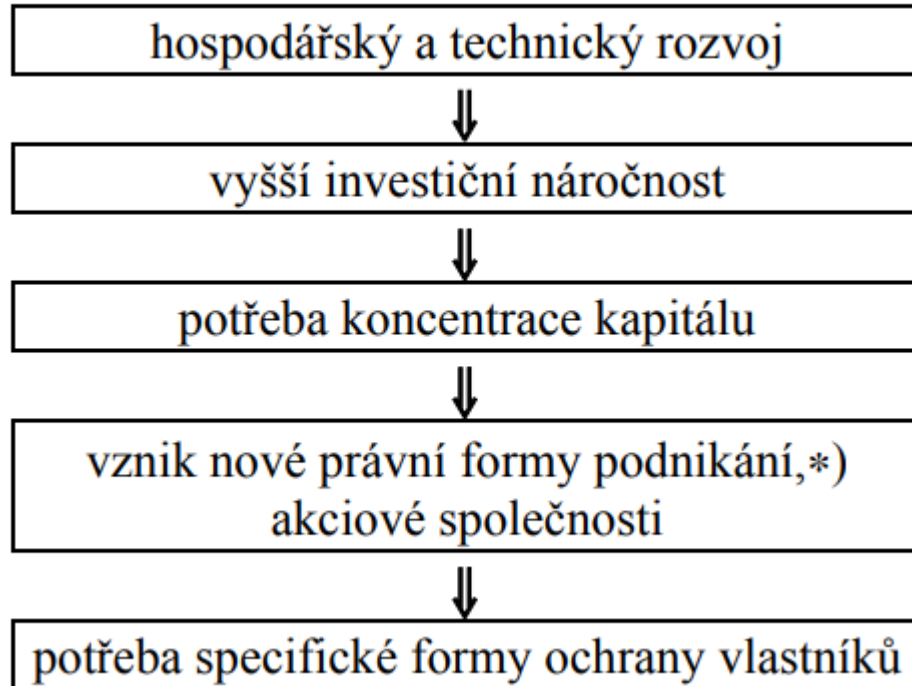 hospodářský a technický rozvoj
vyšší investiční náročnost
potřeba koncentrace kapitálu
vznik nové právní formy podnikání,*)
akciové společnosti
potřeba specifické formy ochrany vlastníků